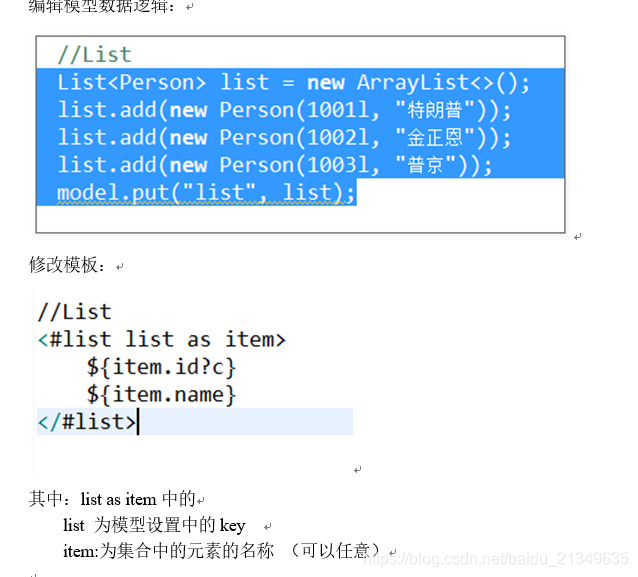 编辑模型数据逻辑：
//List
List<Person> list = new ArrayList<>();
list.add(new Person(1001l, "特朗普"));
list.add(new Person(1002l, "金正恩"));
list.add(new Person(1003l, "普京"));
model.put("list", list);
修改模板：
//List
<#list list as item>
${item.id?c}
${item.name}
</#list>
其中：list as item 中的
list 为模型设置中的 key
item:为集合中的元素的名称 （可以任意）
https://blog.csdn.net/baidu_21349635